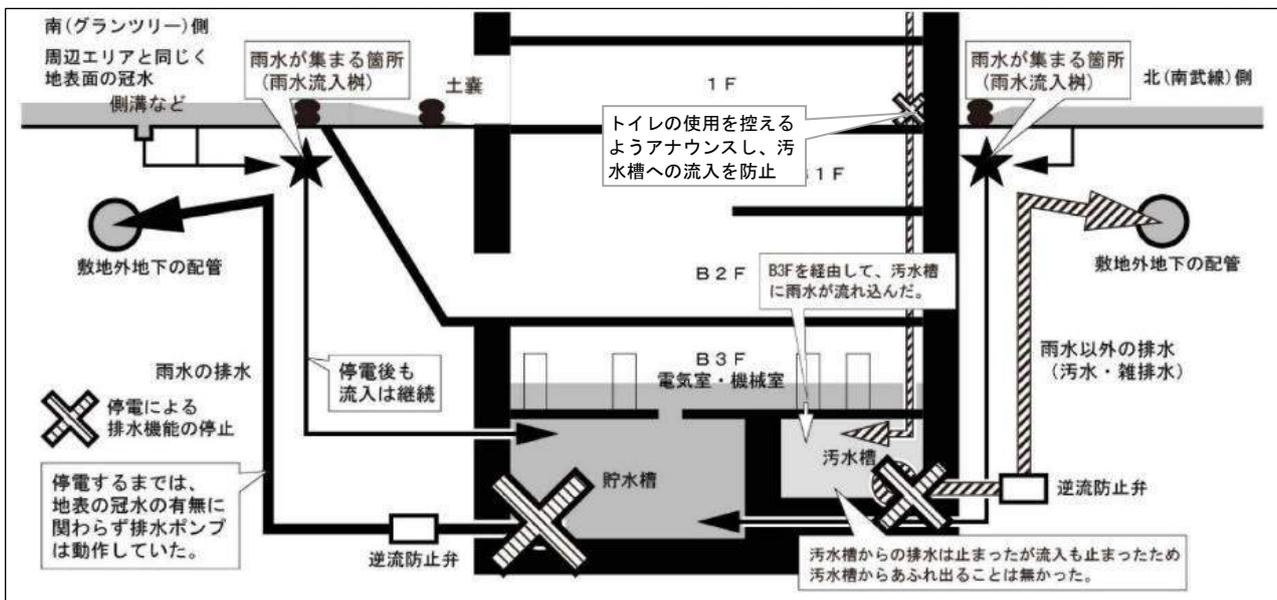 南(グランツリー)側
周辺エリアと同じく
地表面の冠水
側溝など
雨水が集まる箇所
(雨水流入桝)
土嚢
1F
トイレの使用を控える
ようアナウンスし、汚
水槽への流入を防止
雨水が集まる箇所
(雨水流入桝)
北(南武線)側
1F
敷地外地下の配管
B2F
B3Fを経由して、汚水槽
に雨水が流れ込んだ。
敷地外地下の配管
雨水の排水
停電後も
流入は継続
B3F
電気室・機械室
雨水以外の排水
(汚水・雑排水)
停電による
排水機能の停止
貯水槽
汚水槽
停電するまでは、
地表の冠水の有無に
関わらず排水ポンプ
は動作していた。
逆流防止弁
逆流防止弁
汚水槽からの排水は止まったが流入も止まったため
汚水槽からあふれ出ることは無かった。